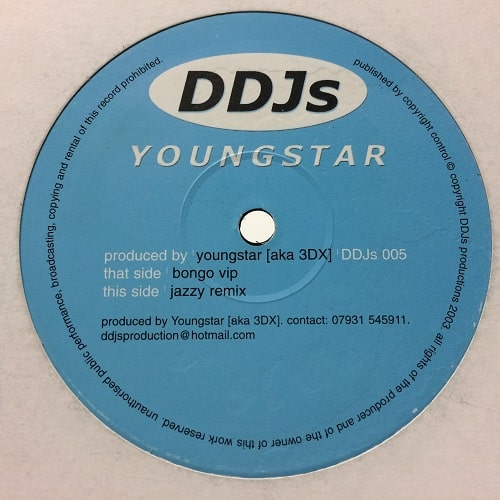 DDJs
YOUNGSTAR
produced by youngstar [aka 3DX] DDJs 005
that side bongo vip
this side jazzy remix
produced by Youngstar [aka 3DX]. contact: 07931 545911.
ddjsproduction@hotmail.com
published by copyright control © copyright DDJs productions 2003. all rights of the producer and of the owner of this work reserved. unauthorised public performance, broadcasting, copying and rental of this record prohibited.